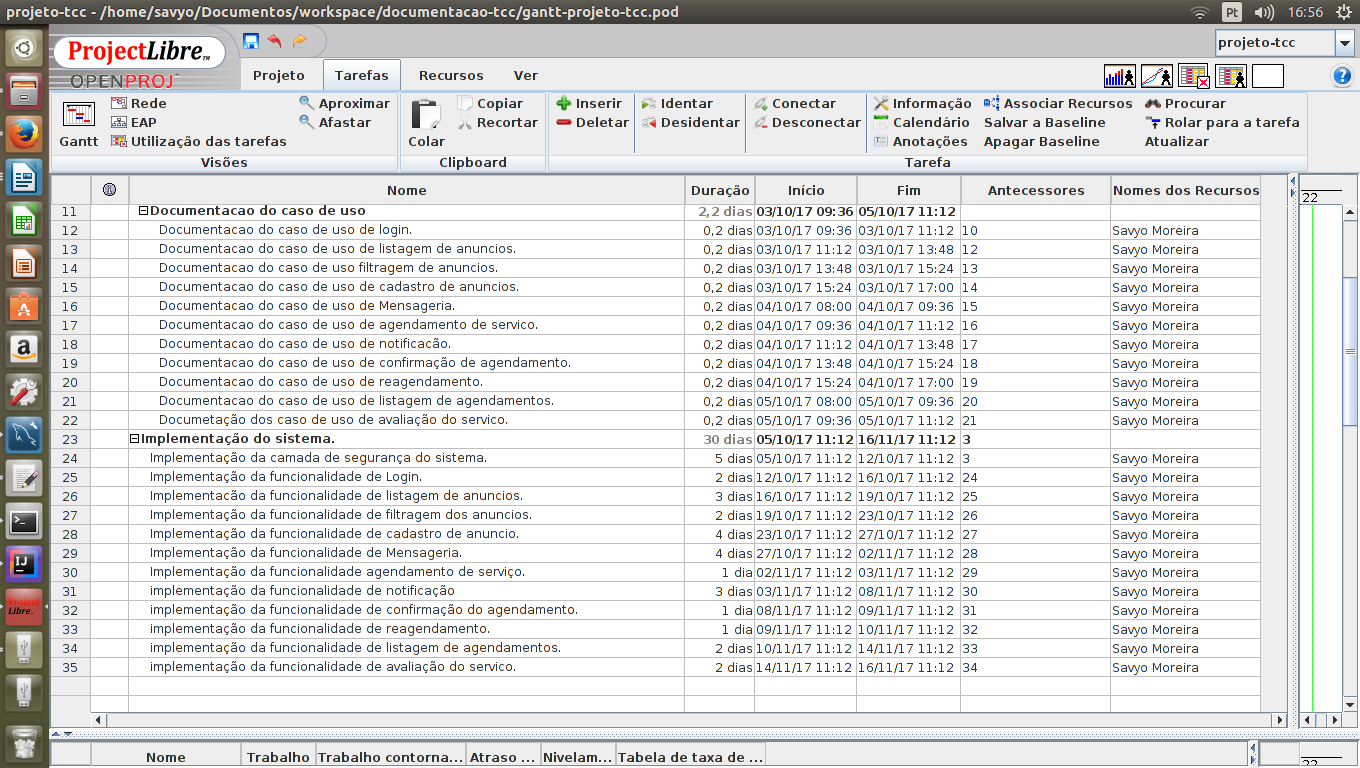 projeto-tcc - /home/savyo/Documentos/workspace/documentacao-tcc/gantt-projeto-tcc.pod Pt 16:56
ProjectLibre™
OPENPROJ
projeto-tcc
Projeto Tarefas Recursos Ver
Gantt
Rede
EAP
Utilização das tarefas
Aproximar
Afastar
Visões
Colar
Copiar
Recortar
Clipboard
Inserir
Deletar
Identar
Desidentar
Conectar
Desconectar
Informação
Calendário
Anotações
Associar Recursos
Salvar a Baseline
Apagar Baseline
Procurar
Rolar para a tarefa
Atualizar
Tarefa
Nome Duração Início Fim Antecessores Nomes dos Recursos
22
11 Documentacao do caso de uso 2,2 dias 03/10/17 09:36 05/10/17 11:12
12 Documentacao do caso de uso de login. 0,2 dias 03/10/17 09:36 03/10/17 11:12 10 Savyo Moreira
13 Documentacao do caso de uso de listagem de anuncios. 0,2 dias 03/10/17 11:12 03/10/17 13:48 12 Savyo Moreira
14 Documentacao do caso de uso filtragem de anuncios. 0,2 dias 03/10/17 13:48 03/10/17 15:24 13 Savyo Moreira
15 Documentacao do caso de uso de cadastro de anuncios. 0,2 dias 03/10/17 15:24 03/10/17 17:00 14 Savyo Moreira
16 Documentacao do caso de uso de Mensageria. 0,2 dias 04/10/17 08:00 04/10/17 09:36 15 Savyo Moreira
17 Documentacao do caso de uso de agendamento de servico. 0,2 dias 04/10/17 09:36 04/10/17 11:12 16 Savyo Moreira
18 Documentacao do caso de uso de notificacão. 0,2 dias 04/10/17 11:12 04/10/17 13:48 17 Savyo Moreira
19 Documentacao do caso de uso de confirmação de agendamento. 0,2 dias 04/10/17 13:48 04/10/17 15:24 18 Savyo Moreira
20 Documentacao do caso de uso de reagendamento. 0,2 dias 04/10/17 15:24 04/10/17 17:00 19 Savyo Moreira
21 Documentacao do caso de uso de listagem de agendamentos. 0,2 dias 05/10/17 08:00 05/10/17 09:36 20 Savyo Moreira
22 Documetação dos caso de uso de avaliação do servico. 0,2 dias 05/10/17 09:36 05/10/17 11:12 21 Savyo Moreira
23 Implementação do sistema. 30 dias 05/10/17 11:12 16/11/17 11:12 3
24 Implementação da camada de segurança do sistema. 5 dias 05/10/17 11:12 12/10/17 11:12 3 Savyo Moreira
25 Implementação da funcionalidade de Login. 2 dias 12/10/17 11:12 16/10/17 11:12 24 Savyo Moreira
26 Implementação da funcionalidade de listagem de anuncios. 3 dias 16/10/17 11:12 19/10/17 11:12 25 Savyo Moreira
27 Implementação da funcionalidade de filtragem dos anuncios. 2 dias 19/10/17 11:12 23/10/17 11:12 26 Savyo Moreira
28 Implementação da funcionalidade de cadastro de anuncio. 4 dias 23/10/17 11:12 27/10/17 11:12 27 Savyo Moreira
29 Implementação da funcionalidade de Mensageria. 4 dias 27/10/17 11:12 02/11/17 11:12 28 Savyo Moreira
30 Implementação da funcionalidade agendamento de serviço. 1 dia 02/11/17 11:12 03/11/17 11:12 29 Savyo Moreira
31 implementação da funcionalidade de notificação 3 dias 03/11/17 11:12 08/11/17 11:12 30 Savyo Moreira
32 implementação da funcionalidade de confirmação do agendamento. 1 dia 08/11/17 11:12 09/11/17 11:12 31 Savyo Moreira
33 implementação da funcionalidade de reagendamento. 1 dia 09/11/17 11:12 10/11/17 11:12 32 Savyo Moreira
34 implementação da funcionalidade de listagem de agendamentos. 2 dias 10/11/17 11:12 14/11/17 11:12 33 Savyo Moreira
35 implementação da funcionalidade de avaliação do servico. 2 dias 14/11/17 11:12 16/11/17 11:12 34 Savyo Moreira
Nome Trabalho Trabalho contorna... Atraso ... Nivelam... Tabela de taxa de ...
22